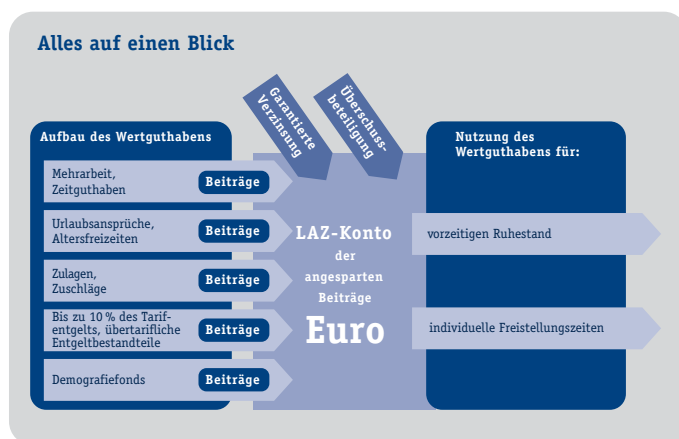 Alles auf einen Blick
Garantierte
Verzinsung
Überschuss-
beteiligung
Aufbau des Wertguthabens
Mehrarbeit,
Zeitguthaben
Beiträge
Urlaubsansprüche,
Altersfreizeiten
Beiträge
Zulagen,
Zuschläge
Beiträge
Bis zu 10 % des Tarif-
entgelts, übertarifliche
Entgeltbestandteile
Beiträge
Demografiefonds
Beiträge
LAZ-Konto
der
angesparten
Beiträge
Euro
Nutzung des
Wertguthabens für:
vorzeitigen Ruhestand
individuelle Freistellungszeiten